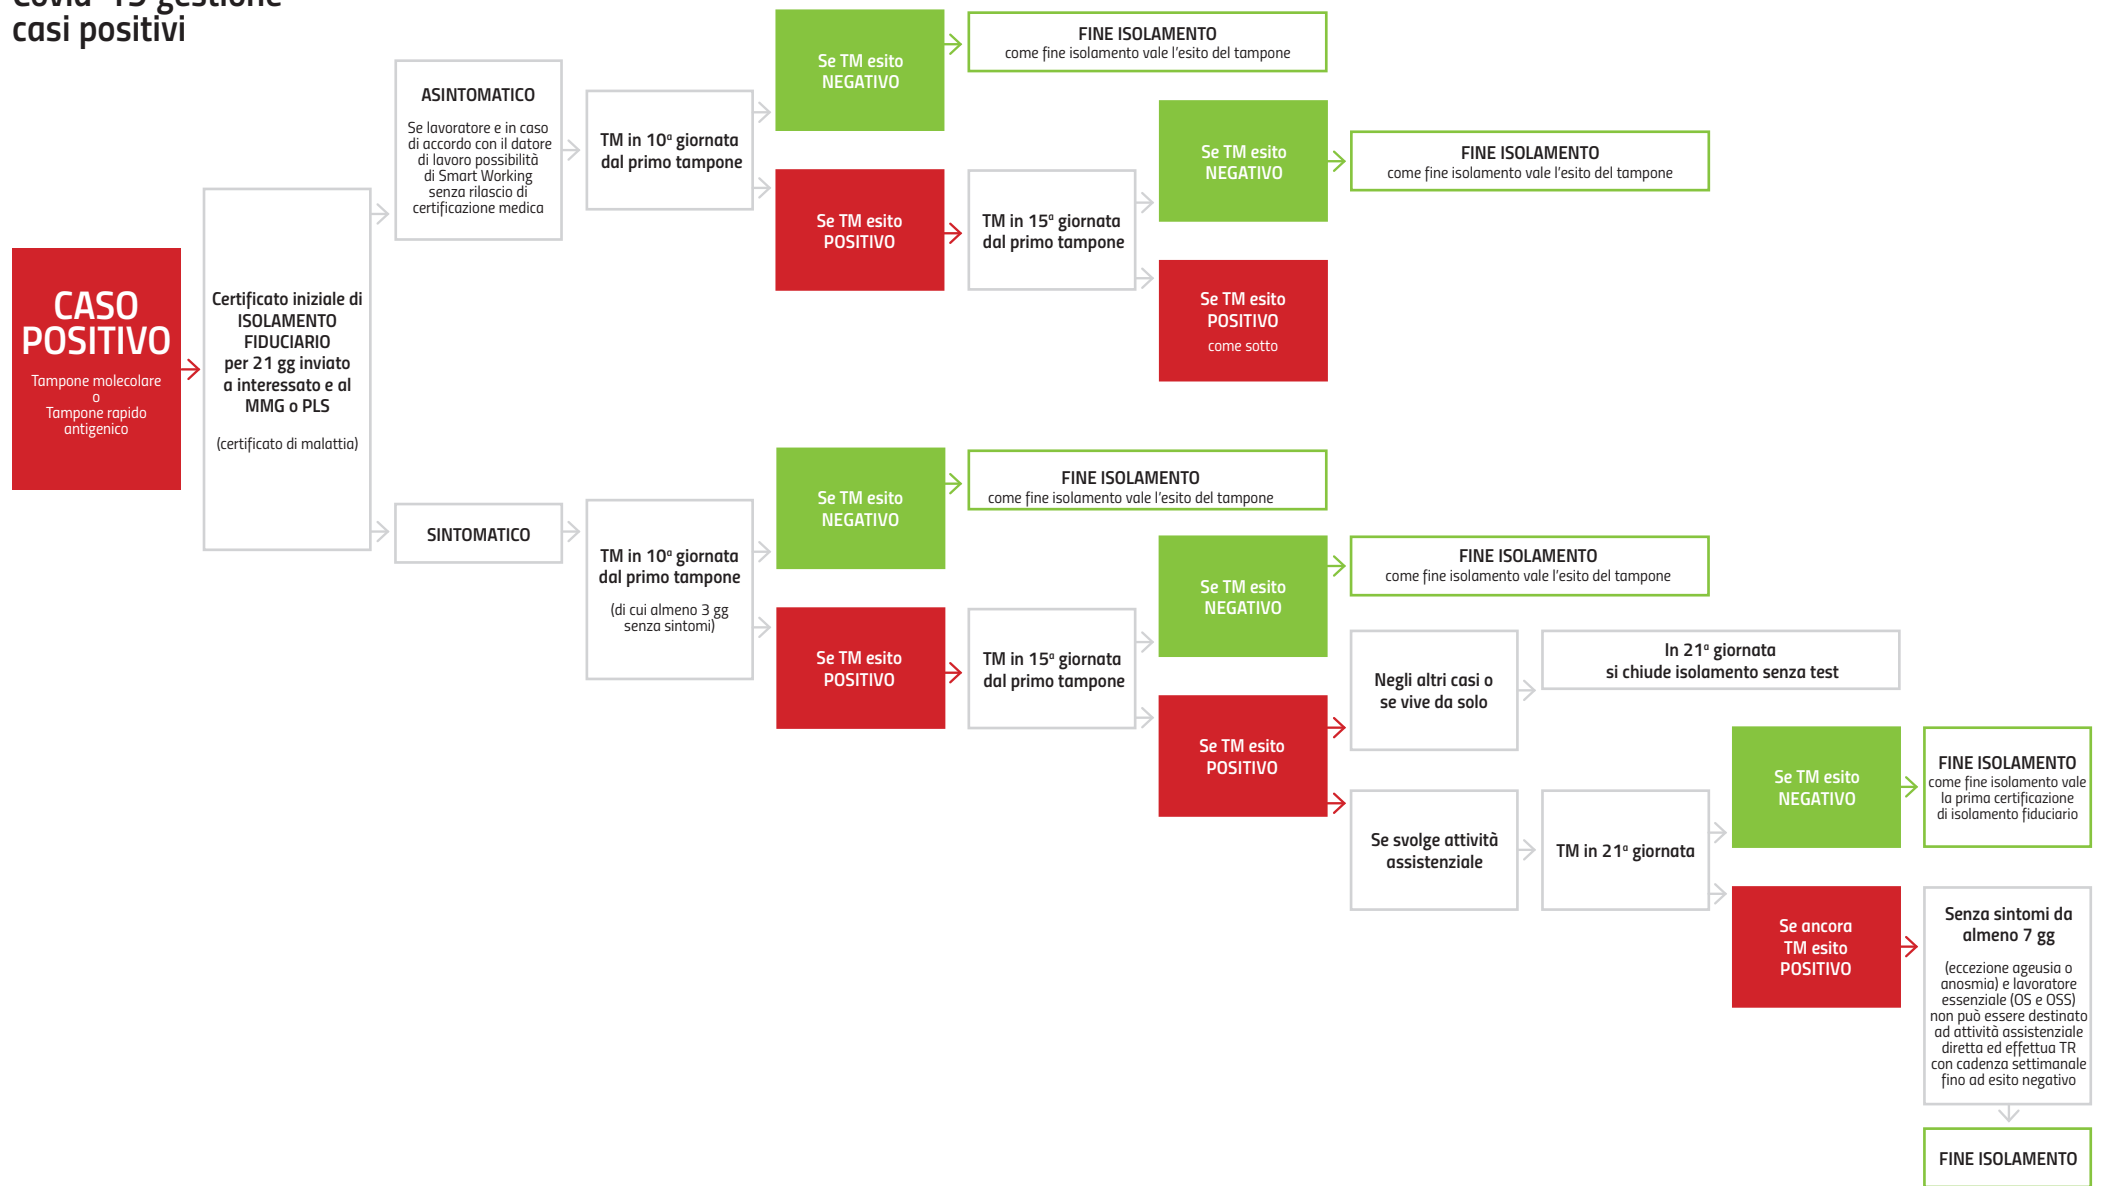 casi positivi
CASO
POSITIVO
Tampone molecolare
o
Tampone rapido
antigenico
Certificato iniziale di
ISOLAMENTO
FIDUCIARIO
per 21 gg inviato
a interessato e al
MMG o PLS
(certificato di malattia)
ASINTOMATICO
Se lavoratore e in caso
di accordo con il datore
di lavoro possibilità
di Smart Working
senza rilascio di
certificazione medica
TM in 10ª giornata
dal primo tampone
Se TM esito
NEGATIVO
FINE ISOLAMENTO
come fine isolamento vale l'esito del tampone
Se TM esito
POSITIVO
TM in 15ª giornata
dal primo tampone
Se TM esito
NEGATIVO
FINE ISOLAMENTO
come fine isolamento vale l'esito del tampone
Se TM esito
POSITIVO
come sotto
SINTOMATICO
TM in 10ª giornata
dal primo tampone
(di cui almeno 3 gg
senza sintomi)
Se TM esito
NEGATIVO
FINE ISOLAMENTO
come fine isolamento vale l'esito del tampone
Se TM esito
POSITIVO
TM in 15ª giornata
dal primo tampone
Se TM esito
NEGATIVO
FINE ISOLAMENTO
come fine isolamento vale l'esito del tampone
Se TM esito
POSITIVO
Negli altri casi o
se vive da solo
In 21ª giornata
si chiude isolamento senza test
Se svolge attività
assistenziale
TM in 21ª giornata
Se TM esito
NEGATIVO
FINE ISOLAMENTO
come fine isolamento vale
la prima certificazione
di isolamento fiduciario
Se ancora
TM esito
POSITIVO
Senza sintomi da
almeno 7 gg
(eccezione ageusia o
anosmia) e lavoratore
essenziale (OS e OSS)
non può essere destinato
ad attività assistenziale
diretta ed effettua TR
con cadenza settimanale
fino ad esito negativo
FINE ISOLAMENTO